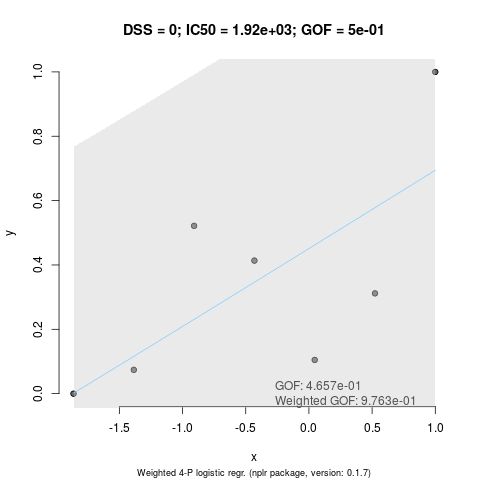 DSS = 0; IC50 = 1.92e+03; GOF = 5e-01
1.0
0.8
0.6
0.4
0.2
0.0
y
GOF: 4.657e-01
Weighted GOF: 9.763e-01
-1.5 -1.0 -0.5 0.0 0.5 1.0
x
Weighted 4-P logistic regr. (nplr package, version: 0.1.7)